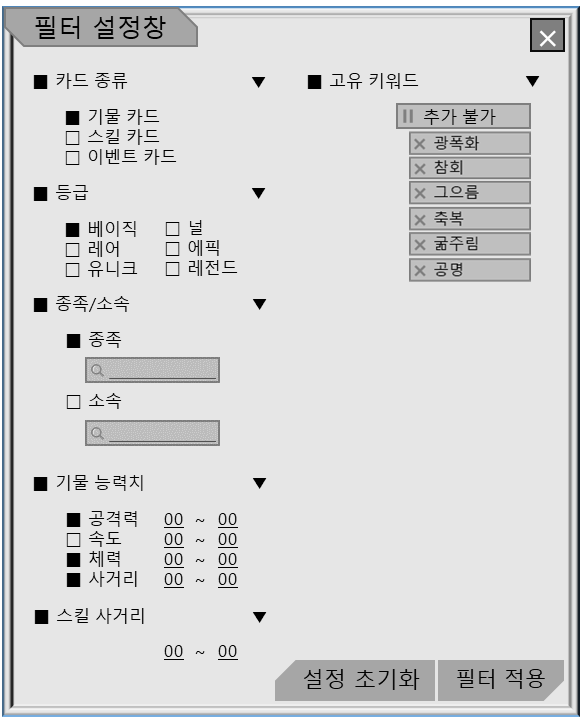 필터 설정창
■ 카드 종류 ▼
■ 기물 카드
□ 스킬 카드
□ 이벤트 카드
■ 등급 ▼
■ 베이직 □ 널
□ 레어 □ 에픽
□ 유니크 □ 레전드
■ 종족/소속 ▼
■ 종족
□ 소속
■ 기물 능력치 ▼
■ 공격력 00 ~ 00
□ 속도 00 ~ 00
■ 체력 00 ~ 00
■ 사거리 00 ~ 00
■ 스킬 사거리 ▼
00 ~ 00
■ 고유 키워드 ▼
추가 불가
× 광폭화
× 참회
× 그으름
× 축복
× 굶주림
× 공명
설정 초기화
필터 적용